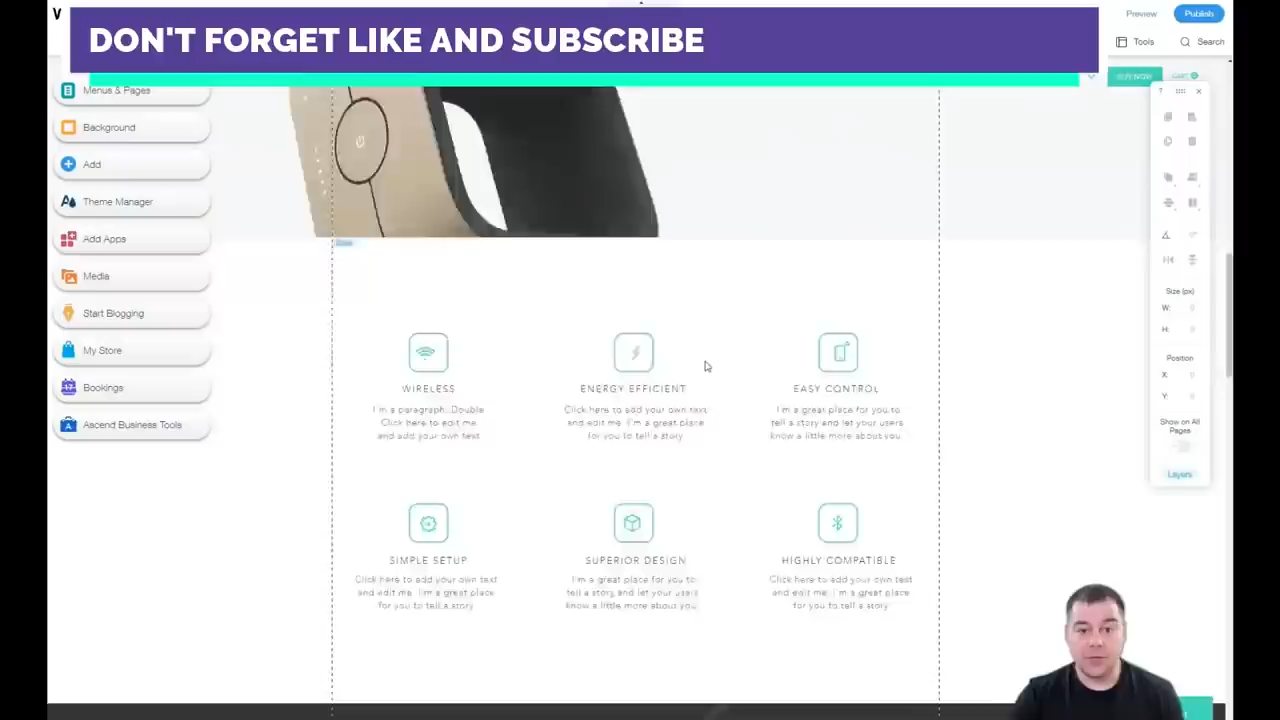 V
DON'T FORGET LIKE AND SUBSCRIBE
Preview
Publish
Tools
Search
BUY NOW
CART
Menus & Pages
Background
Add
Theme Manager
Add Apps
Media
Start Blogging
My Store
Bookings
Ascend Business Tools
?
Size (px)
W: 0
H: 0
Position
X: 0
Y: 0
Show on All
Pages
Layers
WIRELESS
I'm a paragraph. Double
Click here to edit me
and add your own text
ENERGY EFFICIENT
Click here to add your own text
and edit me. I'm a great place
for you to tell a story
EASY CONTROL
I'm a great place for you to
tell a story and let your users
know a little more about you
SIMPLE SETUP
Click here to add your own text
and edit me. I'm a great place
for you to tell a story
SUPERIOR DESIGN
I'm a great place for you to
tell a story and let your users
know a little more about you
HIGHLY COMPATIBLE
Click here to add your own text
and edit me. I'm a great place
for you to tell a story